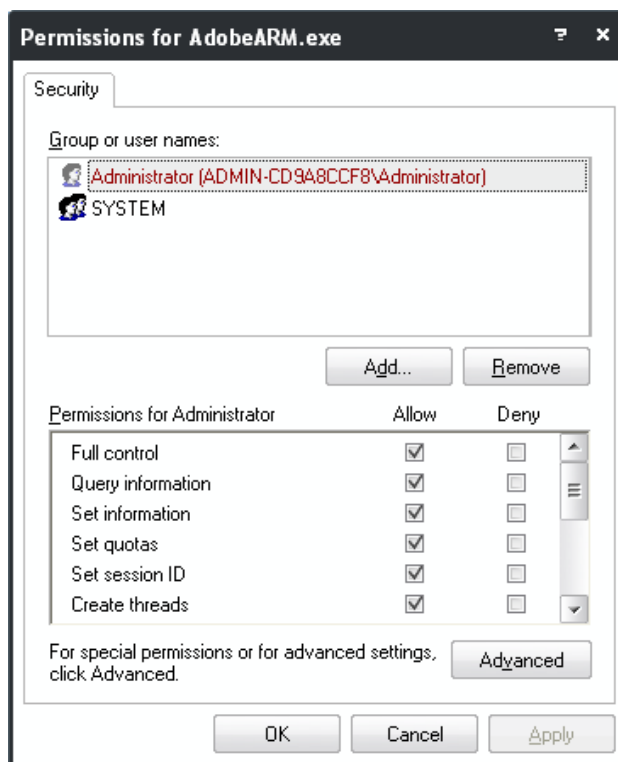 Permissions for AdobeARM.exe
Security
Group or user names:
Administrator (ADMIN-CD9A8CCF8\Administrator)
SYSTEM
Add... Remove
Permissions for Administrator Allow Deny
Full control
Query information
Set information
Set quotas
Set session ID
Create threads
For special permissions or for advanced settings,
click Advanced.
Advanced
OK Cancel Apply